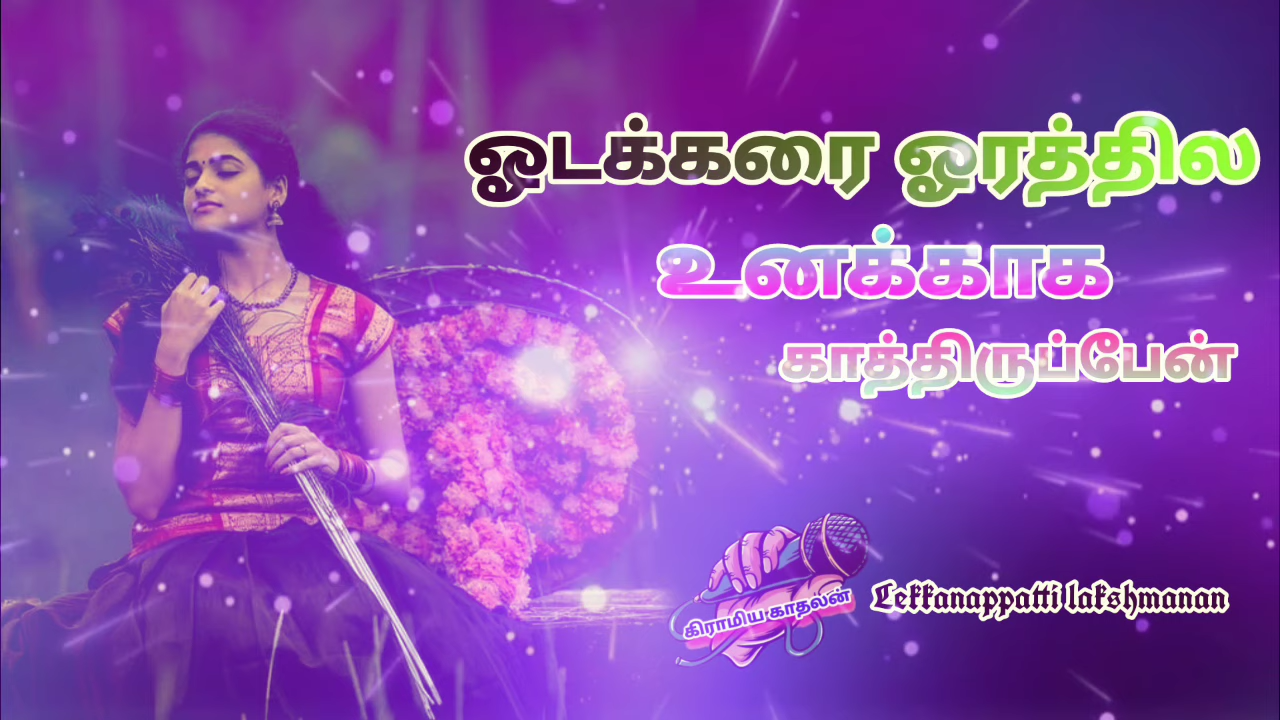 ஓடக்கரை ஓரத்தில
உனக்காக
காத்திருப்பேன்
கிராமிய காதலன்
Lekkanappatti lakshmanan